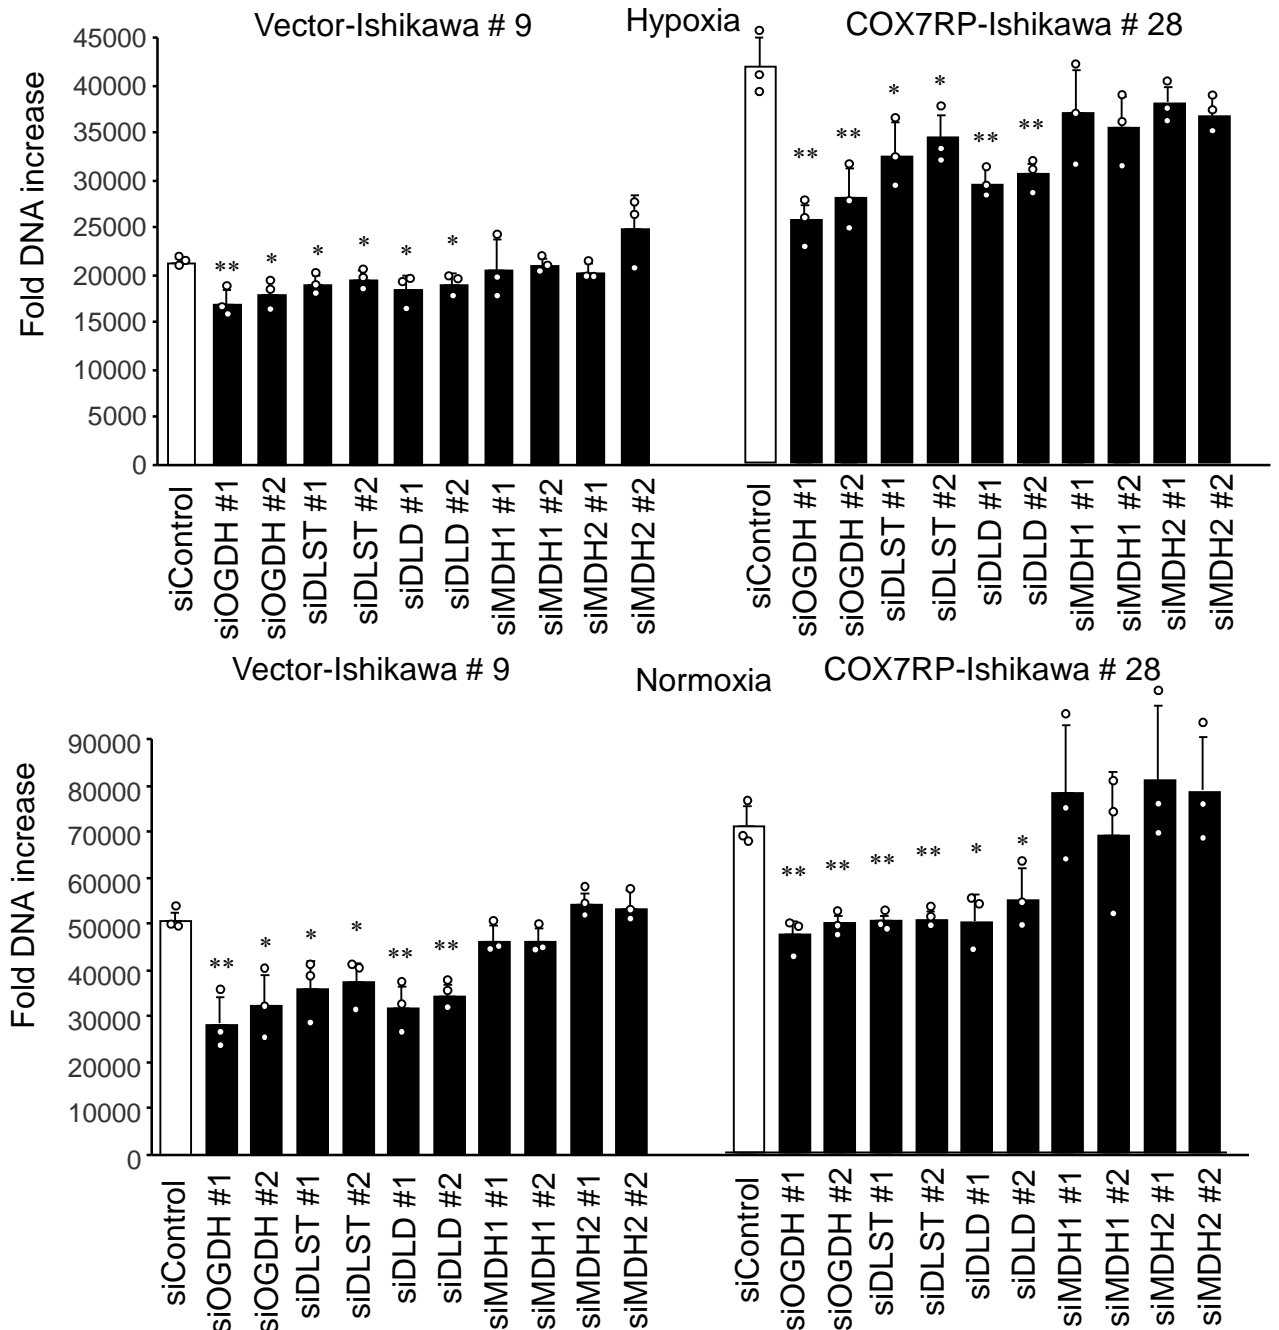 Vector-Ishikawa # 9
Hypoxia
COX7RP-Ishikawa # 28
Fold DNA increase
45000
40000
35000
30000
25000
20000
15000
10000
5000
0
** * * * * *
** ** * * ** **
siControl
siOGDH #1
siOGDH #2
siDLST #1
siDLST #2
siDLD #1
siDLD #2
siMDH1 #1
siMDH1 #2
siMDH2 #1
siMDH2 #2
siControl
siOGDH #1
siOGDH #2
siDLST #1
siDLST #2
siDLD #1
siDLD #2
siMDH1 #1
siMDH1 #2
siMDH2 #1
siMDH2 #2
Vector-Ishikawa # 9
Normoxia
COX7RP-Ishikawa # 28
Fold DNA increase
90000
80000
70000
60000
50000
40000
30000
20000
10000
0
** * * * ** **
** ** ** ** * *
siControl
siOGDH #1
siOGDH #2
siDLST #1
siDLST #2
siDLD #1
siDLD #2
siMDH1 #1
siMDH1 #2
siMDH2 #1
siMDH2 #2
siControl
siOGDH #1
siOGDH #2
siDLST #1
siDLST #2
siDLD #1
siDLD #2
siMDH1 #1
siMDH1 #2
siMDH2 #1
siMDH2 #2